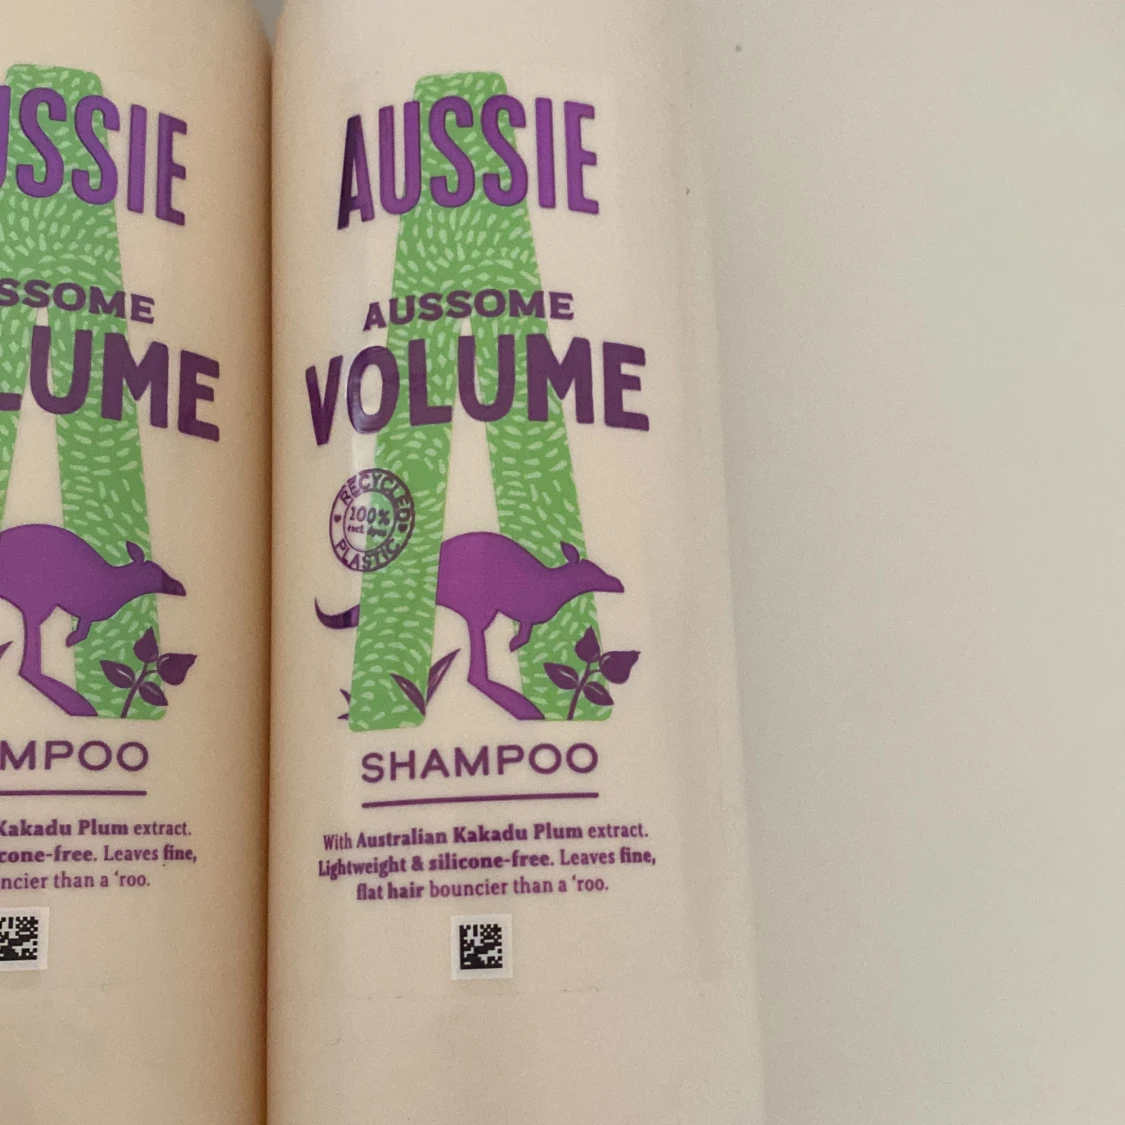 USSIE
SSOME
LUME
MPOO
Kakadu Plum extract.
cone-free. Leaves fine,
ncier than a ‘roo.
AUSSIE
AUSSOME
VOLUME
RECYCLED
100%
PLASTIC
SHAMPOO
With Australian Kakadu Plum extract.
Lightweight & silicone-free. Leaves fine,
flat hair bouncier than a ‘roo.